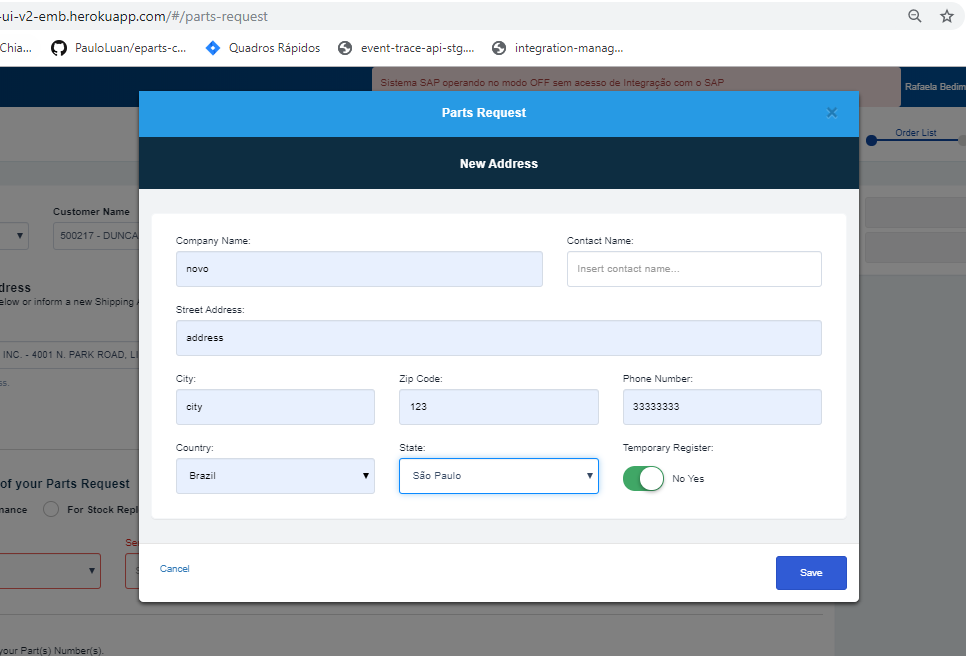 -ui-v2-emb.herokuapp.com/#/parts-request
Chia... PauloLuan/eparts-c... Quadros Rápidos event-trace-api-stg.... integration-manag...
Sistema SAP operando no modo OFF sem acesso de Integração com o SAP
Rafaela Bedim
Parts Request
×
Order List
New Address
Customer Name
500217 - DUNCA
Company Name:
Contact Name:
novo
Insert contact name...
dress
elow or inform a new Shipping A
Street Address:
address
INC. - 4001 N. PARK ROAD, LI
ss.
City:
Zip Code:
Phone Number:
city
123
33333333
Country:
State:
Temporary Register:
Brazil
São Paulo
No Yes
of your Parts Request
nance
For Stock Repl
Se
S
Cancel
Save
your Part(s) Number(s).